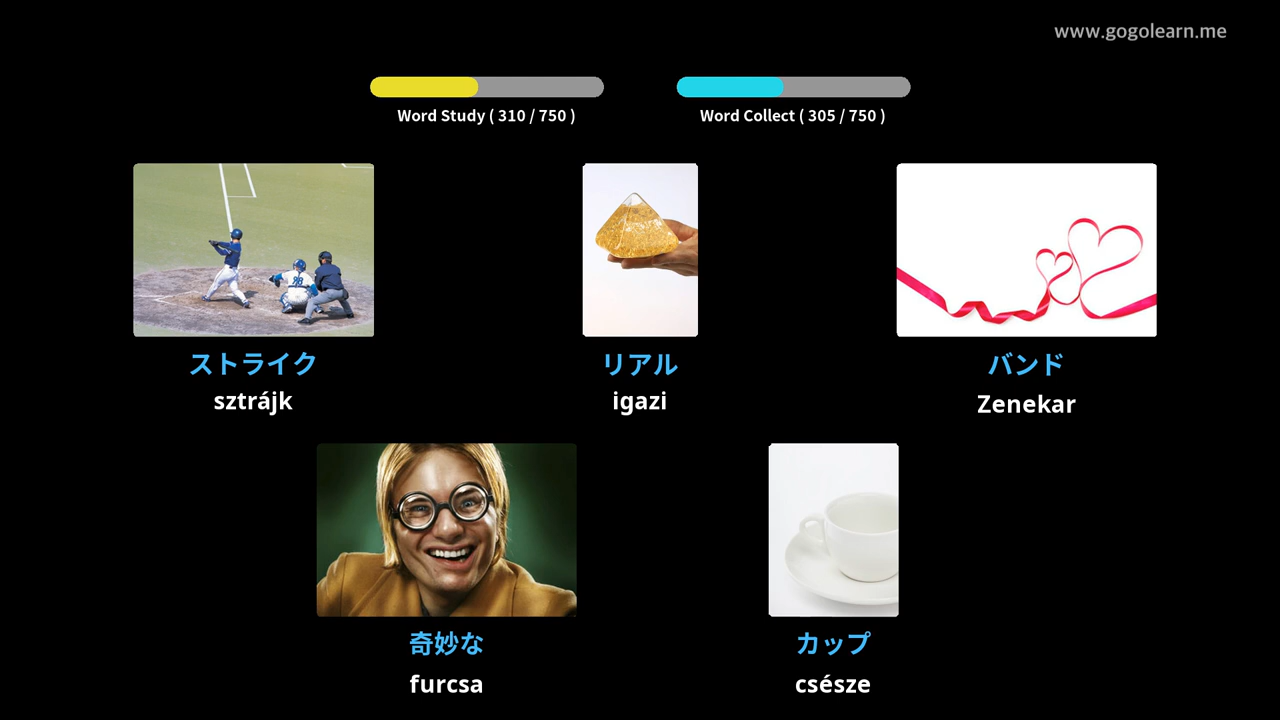 www.gogolearn.me
Word Study ( 310 / 750 )
Word Collect ( 305 / 750 )
ストライク
sztrájk
リアル
igazi
バンド
Zenekar
奇妙な
furcsa
カップ
csésze